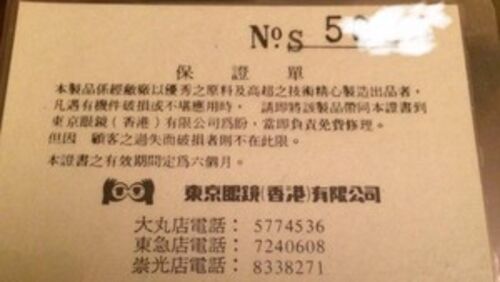 NoS 5
保證單
本製品係經敝廠以優秀之原料及高超之技術精心製造出品者，
凡遇有機件破損或不堪應用時， 請即將該製品帶同本證書到
東京眼鏡（香港）有限公司爲盼，當即負責免費修理。
但因 顧客之過失而破損者則不在此限。
本證書之有效期間定爲六個月。
東京眼鏡(香港)有限公司
大丸店電話： 5774536
東急店電話： 7240608
崇光店電話： 8338271